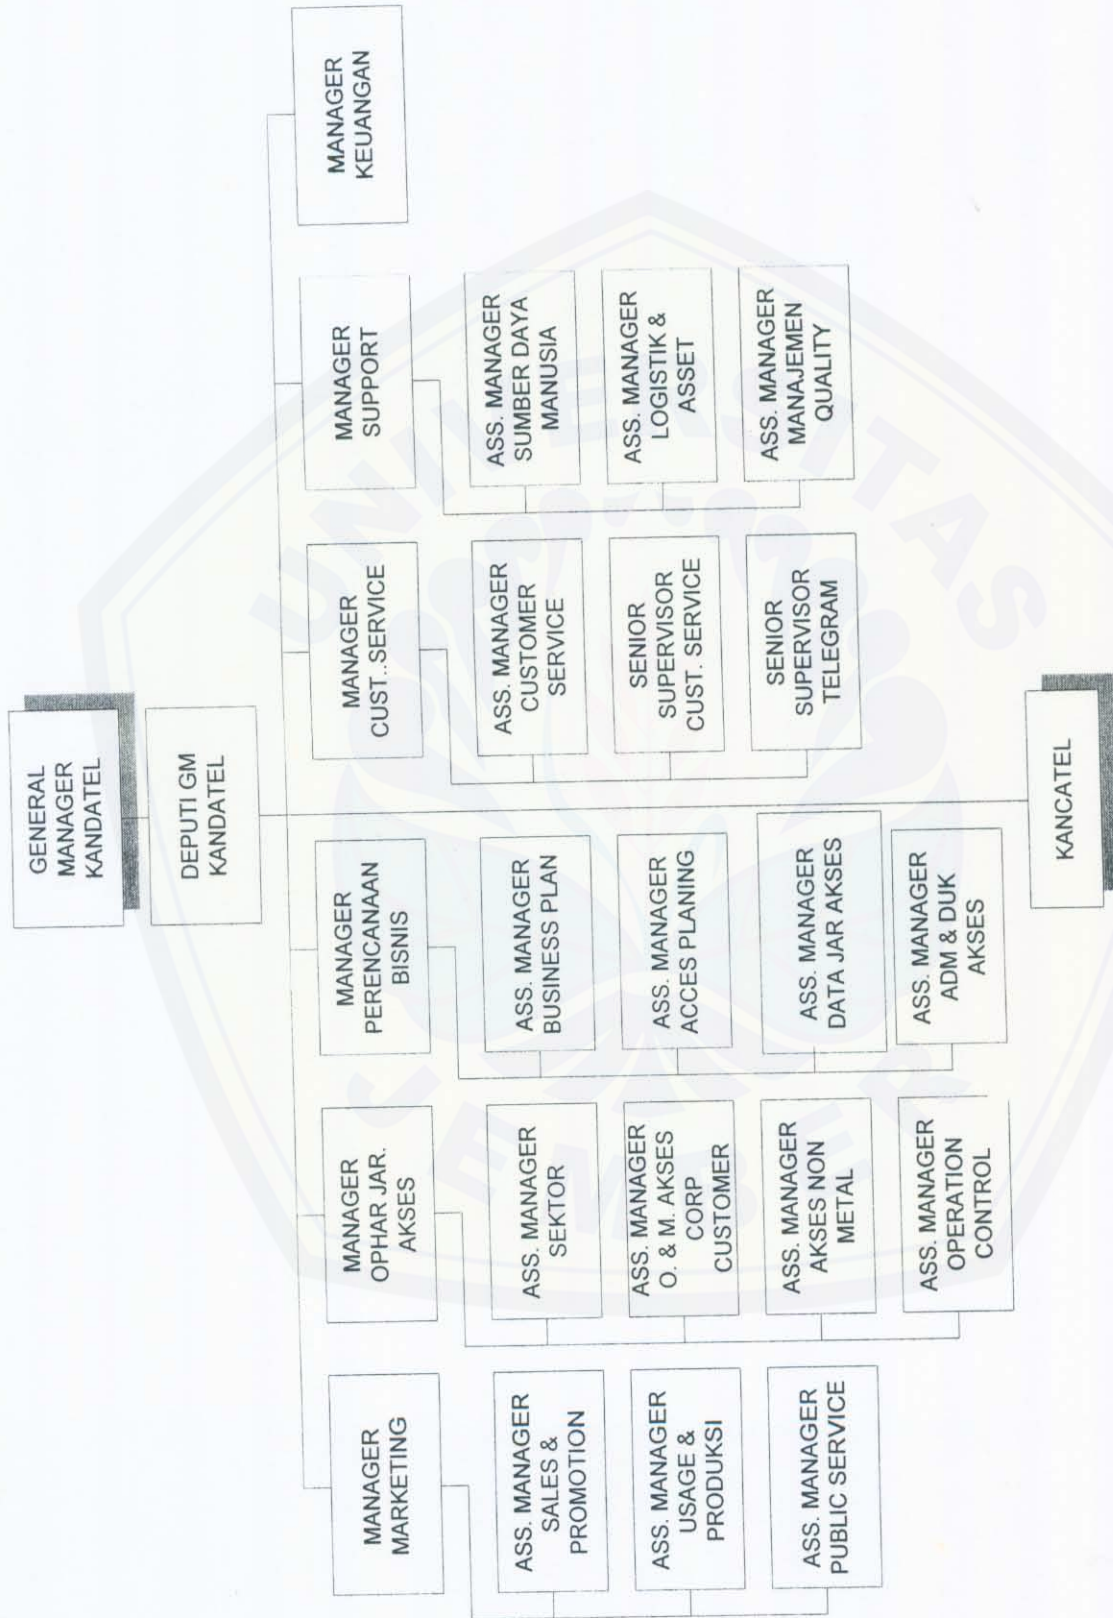 GENERAL
MANAGER
KANDATEL
DEPUTI GM
KANDATEL
MANAGER
MARKETING
ASS. MANAGER
SALES &
PROMOTION
ASS. MANAGER
USAGE &
PRODUKSI
ASS. MANAGER
PUBLIC SERVICE
MANAGER
OPHAR JAR.
AKSES
ASS. MANAGER
SEKTOR
ASS. MANAGER
O. & M. AKSES
CORP
CUSTOMER
ASS. MANAGER
AKSES NON
METAL
ASS. MANAGER
OPERATION
CONTROL
MANAGER
PERENCANAAN
BISNIS
ASS. MANAGER
BUSINESS PLAN
ASS. MANAGER
ACCES PLANING
ASS. MANAGER
DATA JAR AKSES
ASS. MANAGER
ADM & DUK
AKSES
MANAGER
CUST..SERVICE
ASS. MANAGER
CUSTOMER
SERVICE
SENIOR
SUPERVISOR
CUST. SERVICE
SENIOR
SUPERVISOR
TELEGRAM
MANAGER
SUPPORT
ASS. MANAGER
SUMBER DAYA
MANUSIA
ASS. MANAGER
LOGISTIK &
ASSET
ASS. MANAGER
MANAJEMEN
QUALITY
MANAGER
KEUANGAN
KANCATEL
UNIVERSITAS
JEMBER